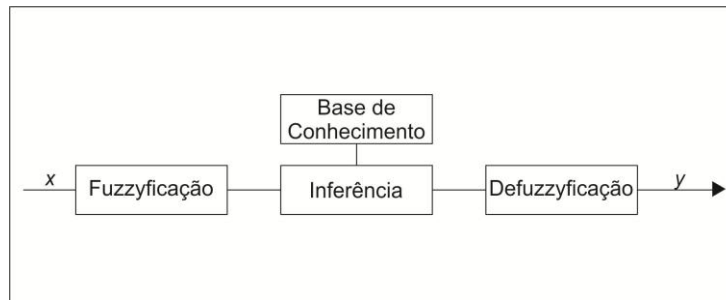 Base de
Conhecimento
x
Fuzzyficação
Inferência
Defuzzyficação
y